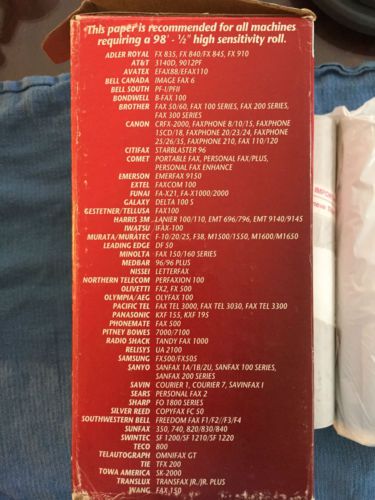 This paper is recommended for all machines
requiring a 98' - ½" high sensitivity roll.
ADLER ROYAL FX 835, FX 840/FX 845, FX 910
AT&T 5140D, 9012PF
AVATEX EFAX88/EFAX110
BELL CANADA IMAGE FAX 6
BELL SOUTH PF-I/PFII
BONDWELL B-FAX 100
BROTHER FAX 50/60, FAX 100 SERIES, FAX 200 SERIES,
FAX 300 SERIES
CANON CRFX-2000, FAXPHONE 8/10/15, FAXPHONE
15CD/18, FAXPHONE 20/23/24, FAXPHONE
25/26/35, FAXPHONE 210, FAX 110/120
CITIFAX STARBLASTER 96
COMET PORTABLE FAX, PERSONAL FAX/PLUS,
PERSONAL FAX ENHANCE
EMERSON EMERFAX 9150
EXTEL FAXCOM 100
FUNAI FA-X21, FA-X1000/2000
GALAXY DELTA 100 S
GESTETNER/TELLUSA FAX100
HARRIS 3M LANIER 100/110, EMT 696/796, EMT 9140/9145
IWATSU IFAX-100
MURATA/MURATEC F-10/20/25, F38, M1500/1550, M1600/M1650
LEADING EDGE DF 50
MINOLTA FAX 150/160 SERIES
MEDBAR 96/96 PLUS
NISSEI LETTERFAX
NORTHERN TELECOM PERFAXION 100
OLIVETTI FX2, FX 500
OLYMPIA/AEG OLYFAX 100
PACIFIC TEL FAX TEL 3000, FAX TEL 3030, FAX TEL 3300
PANASONIC KXF 155, KXF 195
PHONEMATE FAX 500
PITNEY BOWES 7000/7100
RADIO SHACK TANDY FAX 1000
RELISYS UA 2100
SAMSUNG FX500/FX505
SANYO SANFAX 1A/1B/2U, SANFAX 100 SERIES,
SANFAX 200 SERIES
SAVIN COURIER 1, COURIER 7, SAVINFAX I
SEARS PERSONAL FAX 2
SHARP FO 1800 SERIES
SILVER REED COPYFAX FC 50
SOUTHWESTERN BELL FREEDOM FAX F1/F2//F3/F4
SUNFAX 350, 740, 820/830/840
SWINTEC SF 1200/SF 1210/SF 1220
TECO 800
TELAUTOGRAPH OMNIFAX GT
TIE TFX 200
TOWA AMERICA SK-2000
TRANSLUX TRANSFAX JR./JR. PLUS
WANG FAX 150